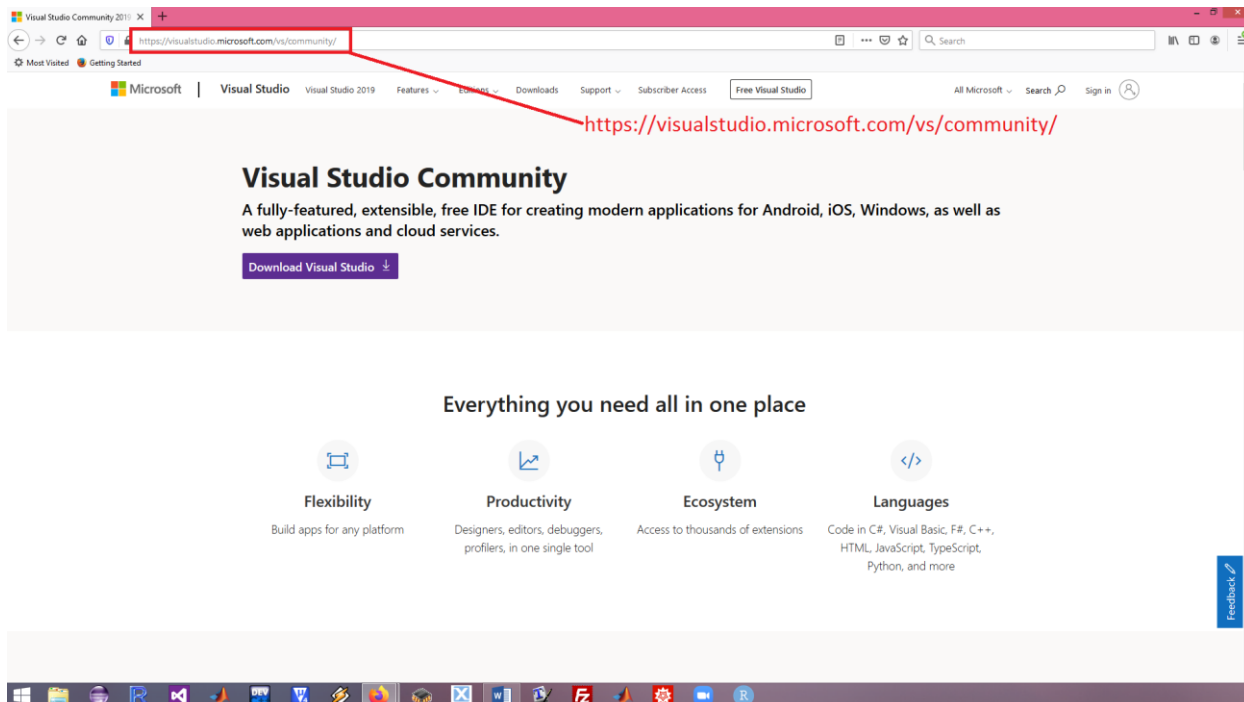 Visual Studio Community 2019
https://visualstudio.microsoft.com/vs/community/
Search
Most Visited Getting Started
Microsoft | Visual Studio Visual Studio 2019 Features Editions Downloads Support Subscriber Access Free Visual Studio All Microsoft Search Sign in
https://visualstudio.microsoft.com/vs/community/
Visual Studio Community
A fully-featured, extensible, free IDE for creating modern applications for Android, iOS, Windows, as well as
web applications and cloud services.
Download Visual Studio
Everything you need all in one place
Flexibility
Build apps for any platform
Productivity
Designers, editors, debuggers,
profilers, in one single tool
Ecosystem
Access to thousands of extensions
Languages
Code in C#, Visual Basic, F#, C++,
HTML, JavaScript, TypeScript,
Python, and more
Feedback
DEV